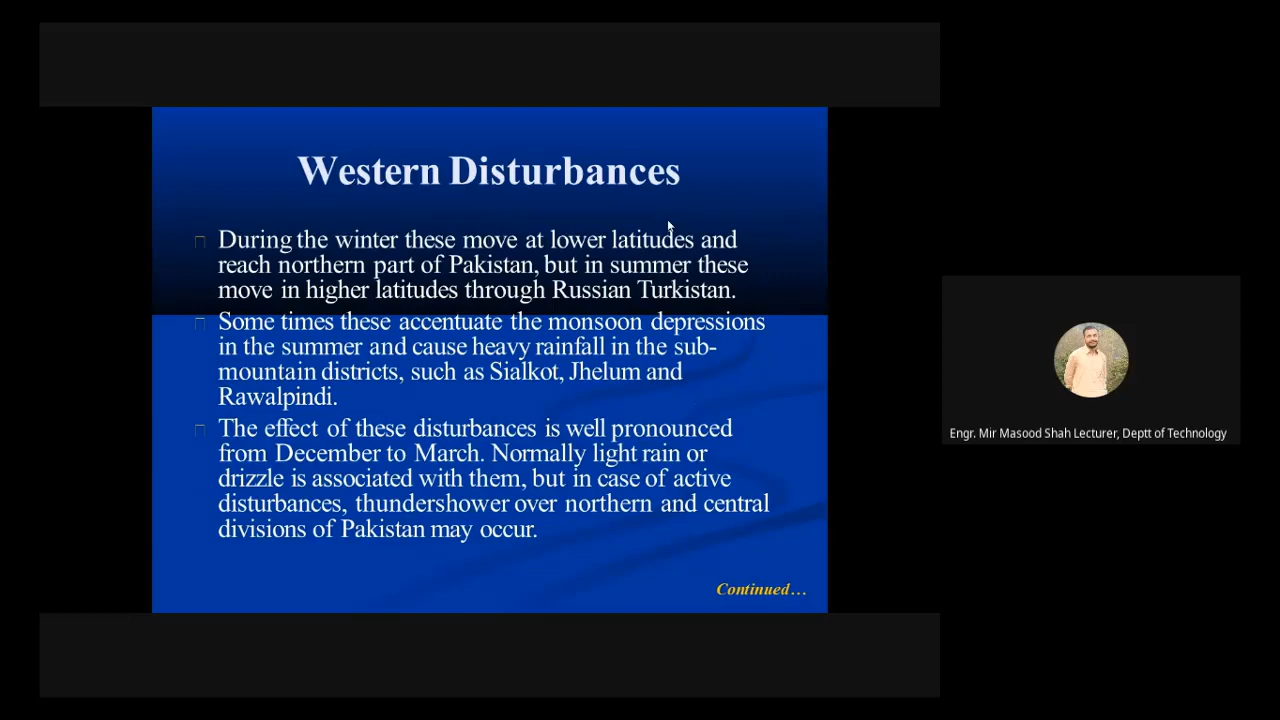 Western Disturbances
During the winter these move at lower latitudes and
reach northern part of Pakistan, but in summer these
move in higher latitudes through Russian Turkistan.
Some times these accentuate the monsoon depressions
in the summer and cause heavy rainfall in the sub-
mountain districts, such as Sialkot, Jhelum and
Rawalpindi.
The effect of these disturbances is well pronounced
from December to March. Normally light rain or
drizzle is associated with them, but in case of active
disturbances, thundershower over northern and central
divisions of Pakistan may occur.
Continued…
Engr. Mir Masood Shah Lecturer, Deptt of Technology